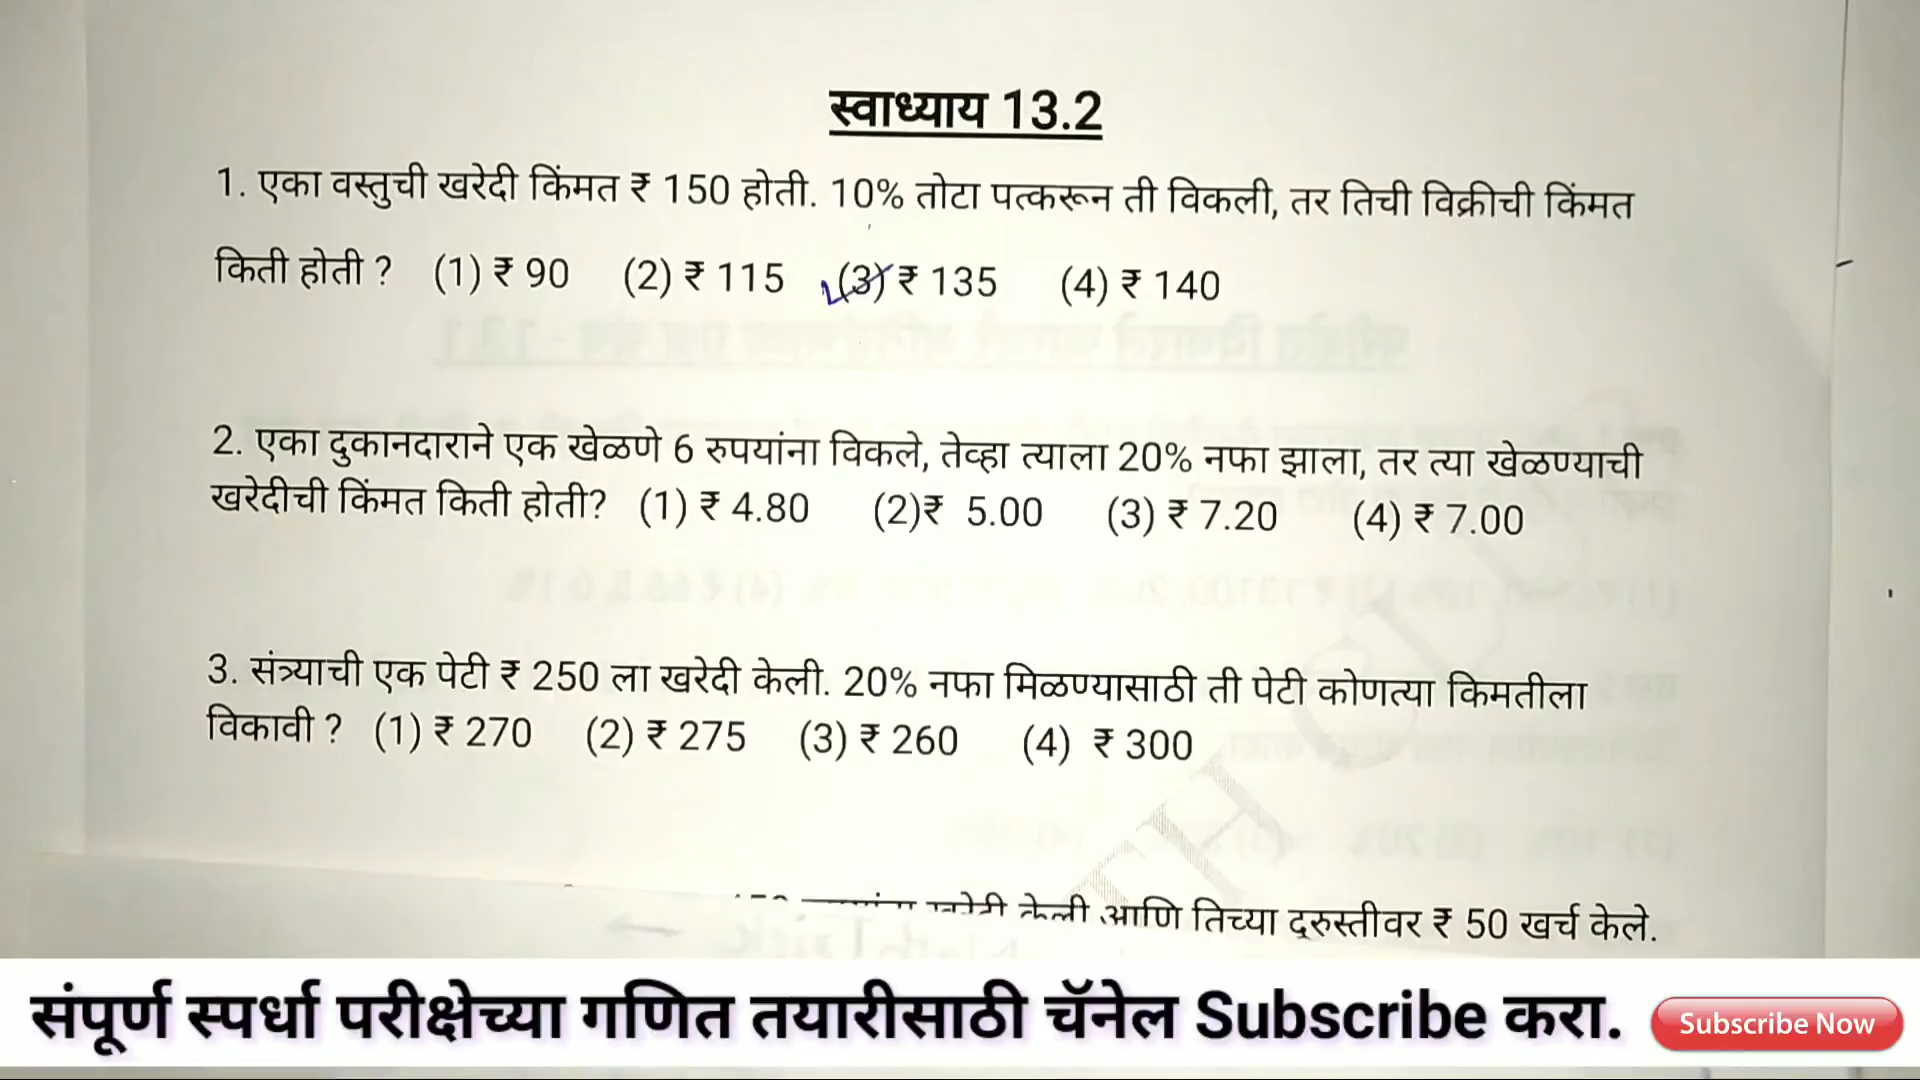 स्वाध्याय 13.2
1. एका वस्तुची खरेदी किंमत ₹ 150 होती. 10% तोटा पत्करून ती विकली, तर तिची विक्रीची किंमत
किती होती ? (1) ₹ 90 (2) ₹ 115 (3) ₹ 135 (4) ₹ 140
2. एका दुकानदाराने एक खेळणे 6 रुपयांना विकले, तेव्हा त्याला 20% नफा झाला, तर त्या खेळण्याची
खरेदीची किंमत किती होती? (1) ₹ 4.80 (2)₹ 5.00 (3) ₹ 7.20 (4) ₹ 7.00
3. संत्र्याची एक पेटी ₹ 250 ला खरेदी केली. 20% नफा मिळण्यासाठी ती पेटी कोणत्या किमतीला
विकावी ? (1) ₹ 270 (2) ₹ 275 (3) ₹ 260 (4) ₹ 300
खरेदी केली आणि तिच्या दुरुस्तीवर ₹ 50 खर्च केले.
संपूर्ण स्पर्धा परीक्षेच्या गणित तयारीसाठी चॅनेल Subscribe करा.
Subscribe Now